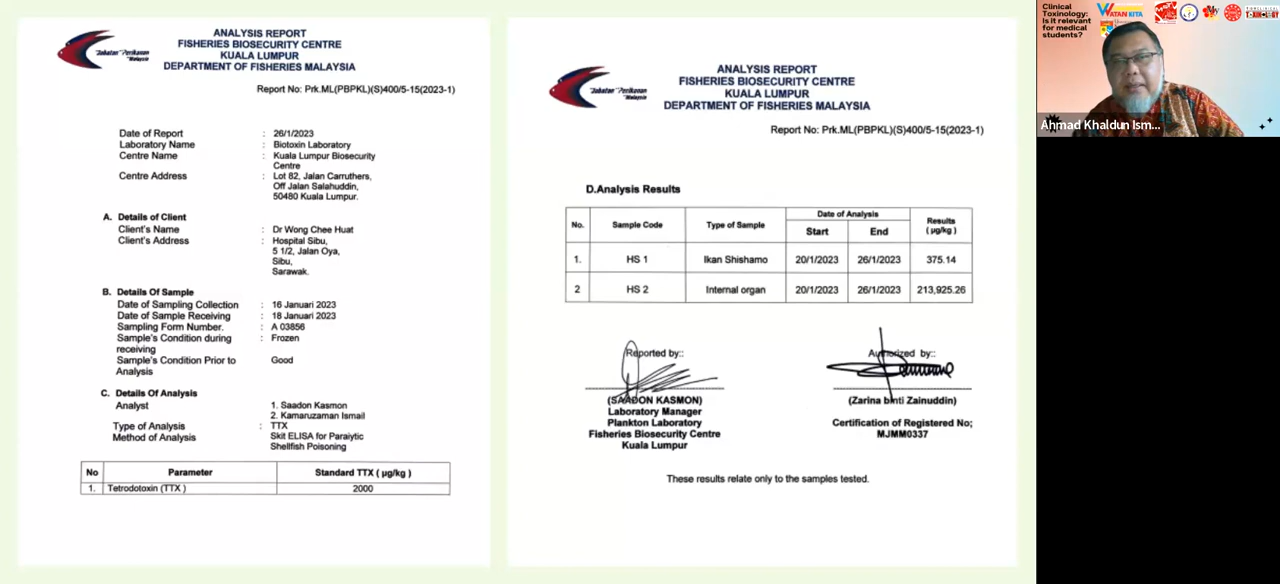 "Jabatan" Perikanan
Malaysia
ANALYSIS REPORT
FISHERIES BIOSECURITY CENTRE
KUALA LUMPUR
DEPARTMENT OF FISHERIES MALAYSIA
Report No: Prk.ML(PBPKL)(S)400/5-15(2023-1)
Date of Report : 26/1/2023
Laboratory Name : Biotoxin Laboratory
Centre Name : Kuala Lumpur Biosecurity
Centre
Centre Address : Lot 82, Jalan Carruthers,
Off Jalan Salahuddin,
50480 Kuala Lumpur.
A. Details of Client
Client's Name : Dr Wong Chee Huat
Client's Address : Hospital Sibu,
5 1/2, Jalan Oya,
Sibu,
Sarawak.
B. Details Of Sample
Date of Sampling Collection : 16 Januari 2023
Date of Sample Receiving : 18 Januari 2023
Sampling Form Number. : A 03856
Sample's Condition during : Frozen
receiving
Sample's Condition Prior to Good
Analysis
C. Details Of Analysis
Analyst 1. Saadon Kasmon
2. Kamaruzaman Ismail
Type of Analysis : TTX
Method of Analysis Skit ELISA for Paralytic
Shellfish Poisoning
No Parameter Standard TTX ( µg/kg )
1. Tetrodotoxin (TTX ) 2000
"Jabatan" Perikanan
Malaysia
ANALYSIS REPORT
FISHERIES BIOSECURITY CENTRE
KUALA LUMPUR
DEPARTMENT OF FISHERIES MALAYSIA
Report No: Prk.ML(PBPKL)(S)400/5-15(2023-1)
D.Analysis Results
No. Sample Code Type of Sample Date of Analysis Results
Start End ( µg/kg )
1. HS 1 Ikan Shishamo 20/1/2023 26/1/2023 375.14
2 HS 2 Internal organ 20/1/2023 26/1/2023 213,925.26
Reported by:: Authorized by::
(SAADON KASMON) (Zarina binti Zainuddin)
Laboratory Manager
Plankton Laboratory Certification of Registered No;
Fisheries Biosecurity Centre MJMM0337
Kuala Lumpur
These results relate only to the samples tested.
Clinical
Toxinology:
Is it relevant
for medical
students?
WATAN KITA
Ahmad Khaldun Ism...